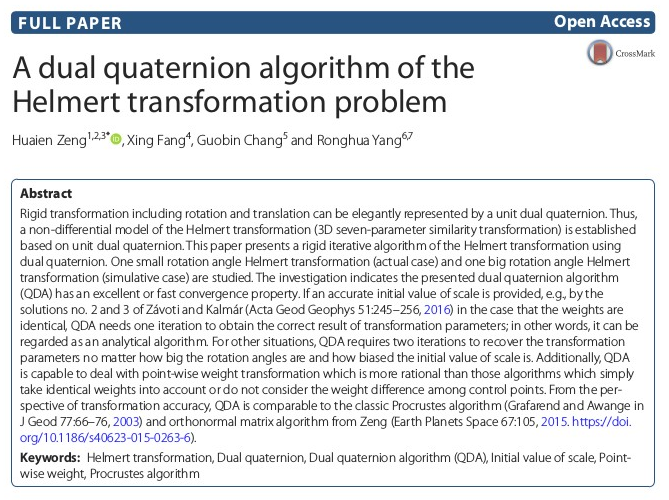 FULL PAPER
Open Access
CrossMark
A dual quaternion algorithm of the
Helmert transformation problem
Huaien Zeng1,2,3* iD, Xing Fang4, Guobin Chang5 and Ronghua Yang6,7
Abstract
Rigid transformation including rotation and translation can be elegantly represented by a unit dual quaternion. Thus,
a non-differential model of the Helmert transformation (3D seven-parameter similarity transformation) is established
based on unit dual quaternion. This paper presents a rigid iterative algorithm of the Helmert transformation using
dual quaternion. One small rotation angle Helmert transformation (actual case) and one big rotation angle Helmert
transformation (simulative case) are studied. The investigation indicates the presented dual quaternion algorithm
(QDA) has an excellent or fast convergence property. If an accurate initial value of scale is provided, e.g., by the
solutions no. 2 and 3 of Závoti and Kalmár (Acta Geod Geophys 51:245–256, 2016) in the case that the weights are
identical, QDA needs one iteration to obtain the correct result of transformation parameters; in other words, it can be
regarded as an analytical algorithm. For other situations, QDA requires two iterations to recover the transformation
parameters no matter how big the rotation angles are and how biased the initial value of scale is. Additionally, QDA
is capable to deal with point-wise weight transformation which is more rational than those algorithms which simply
take identical weights into account or do not consider the weight difference among control points. From the per-
spective of transformation accuracy, QDA is comparable to the classic Procrustes algorithm (Grafarend and Awange in
J Geod 77:66–76, 2003) and orthonormal matrix algorithm from Zeng (Earth Planets Space 67:105, 2015. https://doi.
org/10.1186/s40623-015-0263-6).
Keywords: Helmert transformation, Dual quaternion, Dual quaternion algorithm (QDA), Initial value of scale, Point-
wise weight, Procrustes algorithm